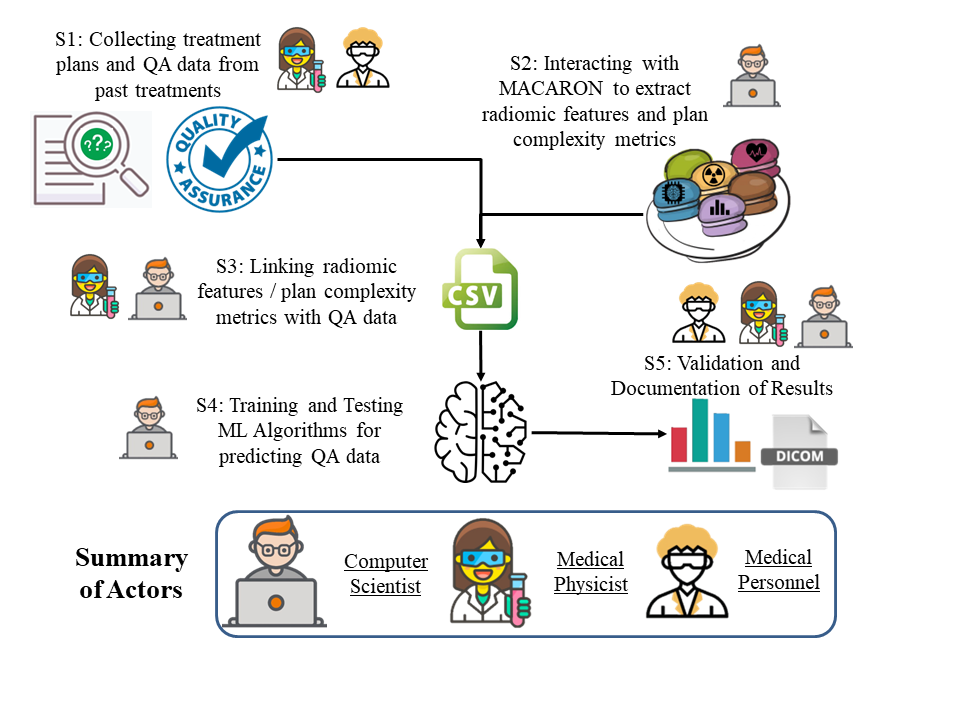 S1: Collecting treatment
plans and QA data from
past treatments
S2: Interacting with
MACARON to extract
radiomic features and plan
complexity metrics
???
QUALITY
ASSURANCE
S3: Linking radiomic
features / plan complexity
metrics with QA data
CSV
S5: Validation and
Documentation of Results
S4: Training and Testing
ML Algorithms for
predicting QA data
DICOM
Summary
of Actors
Computer
Scientist
Medical
Physicist
Medical
Personnel